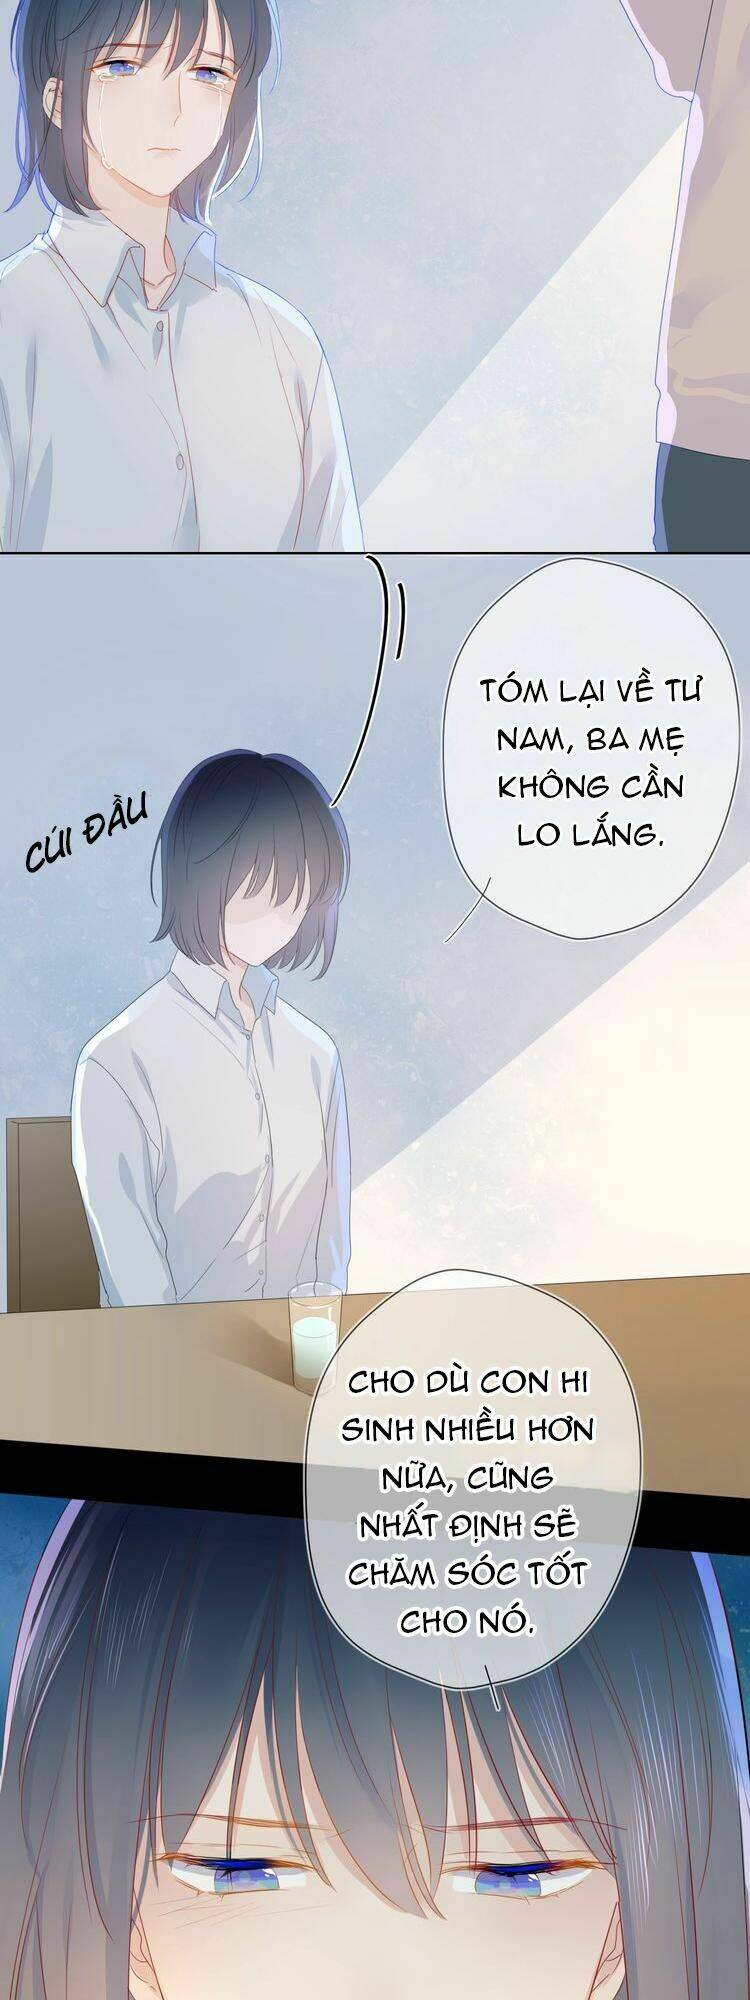 TÓM LẠI VỀ TƯ
NAM, BA MẸ
KHÔNG CẦN
LO LẮNG.
CÚI ĐẦU
CHO DÙ CON HI
SINH NHIỀU HƠN
NỮA, CŨNG
NHẤT ĐỊNH SẼ
CHĂM SÓC TỐT
CHO NÓ.